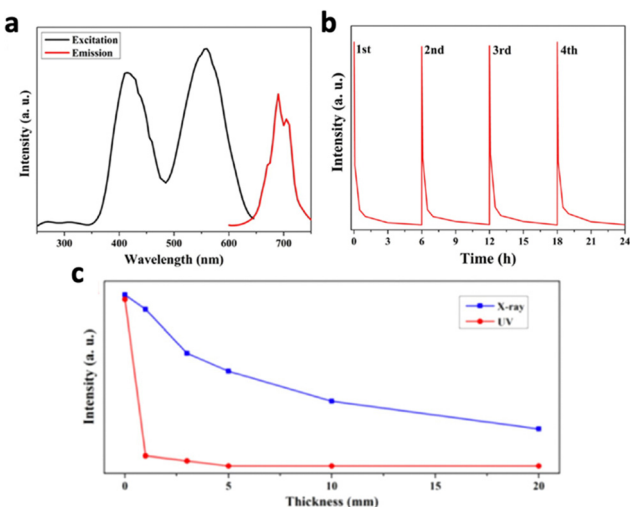 a
Excitation
Emission
Intensity (a. u.)
300 400 500 600 700
Wavelength (nm)
b
1st 2nd 3rd 4th
Intensity (a. u.)
0 3 6 9 12 15 18 21 24
Time (h)
c
X-ray
UV
Intensity (a. u.)
0 5 10 15 20
Thickness (mm)